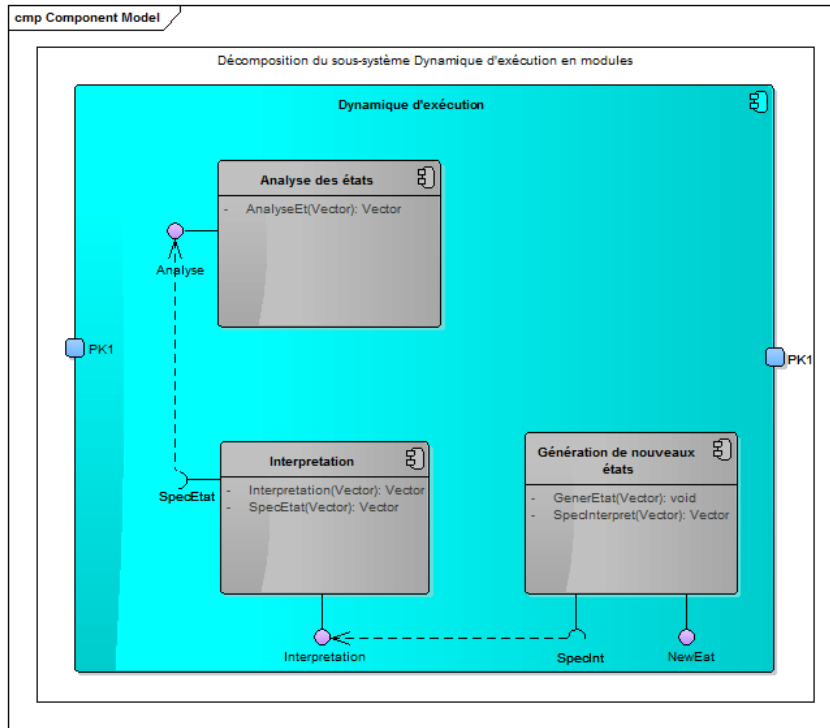 cmp Component Model
Décomposition du sous-système Dynamique d'exécution en modules
Dynamique d'exécution
Analyse des états
- AnalyseEt(Vector): Vector
Analyse
PK1
PK1
Interpretation
- Interpretation(Vector): Vector
- SpecEtat(Vector): Vector
SpecEtat
Génération de nouveaux
états
- GenerEtat(Vector): void
- SpecInterpret(Vector): Vector
Interpretation
SpecInt
NewEat